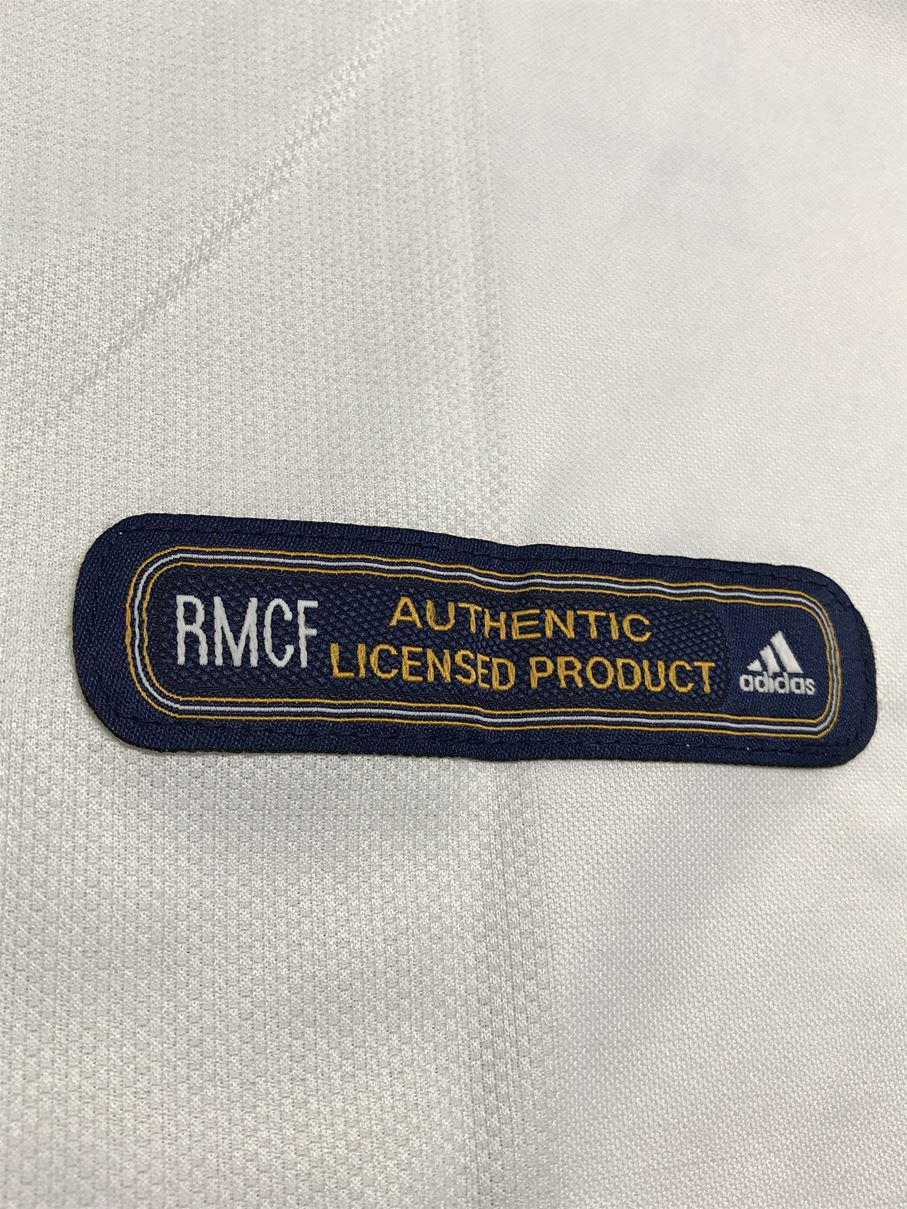 RMCF
AUTHENTIC
LICENSED PRODUCT
adidas